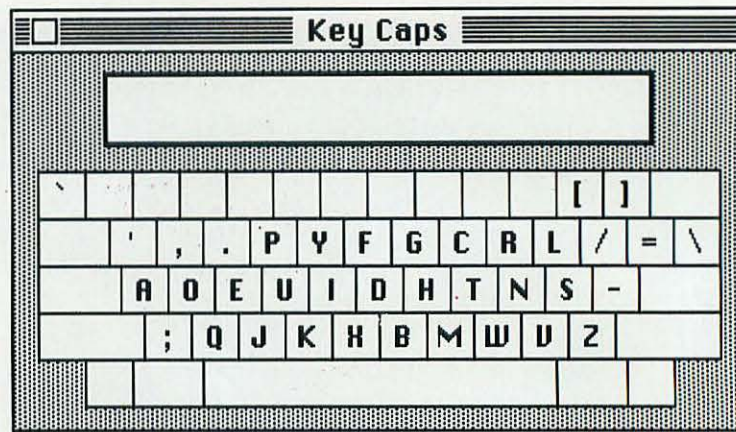 Key Caps
` [ ]
' , . P Y F G C R L / = \
A O E U I D H T N S -
; Q J K X B M W V Z